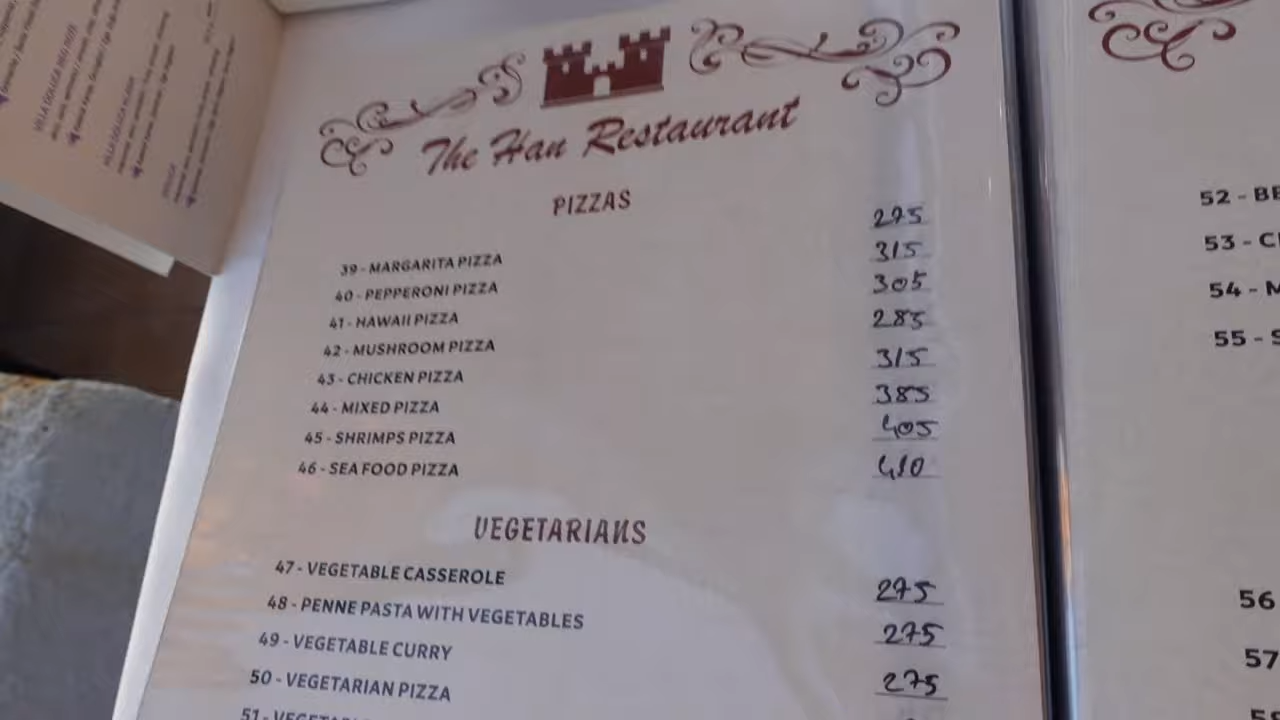 The Han Restaurant
PIZZAS
39 - MARGARITA PIZZA 275
40 - PEPPERONI PIZZA 315
41 - HAWAII PIZZA 305
42 - MUSHROOM PIZZA 285
43 - CHICKEN PIZZA 315
44 - MIXED PIZZA 385
45 - SHRIMPS PIZZA 405
46 - SEA FOOD PIZZA 410
VEGETARIANS
47 - VEGETABLE CASSEROLE 275
48 - PENNE PASTA WITH VEGETABLES 275
49 - VEGETABLE CURRY 275
50 - VEGETARIAN PIZZA
51 -
52 -
53 -
54 -
55 -
56
57